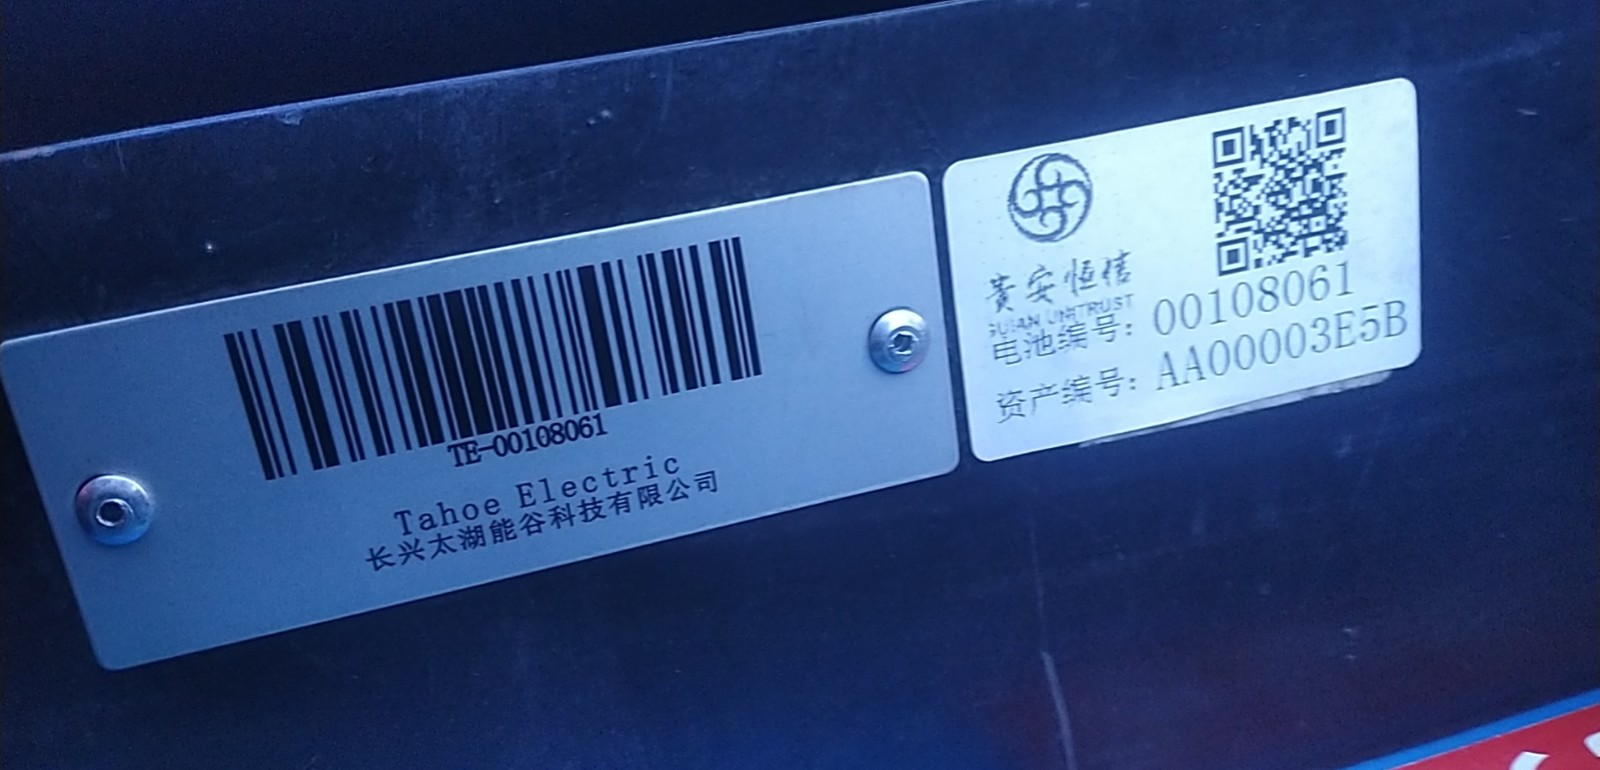 TE-00108061
Tahoe Electric
长兴太湖能谷科技有限公司
贵安恒信
GUIAN UNITRUST
电池编号: 00108061
资产编号: AA00003E5B